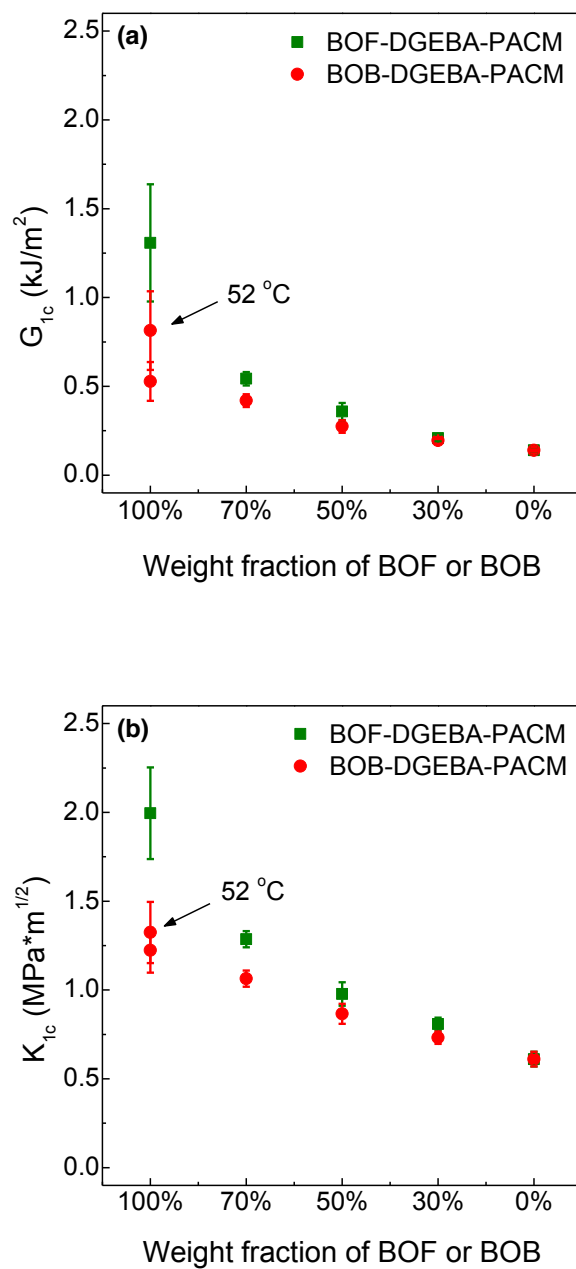 (a)
BOF-DGEBA-PACM
BOB-DGEBA-PACM
2.5
2.0
1.5
1.0
0.5
0.0
G1c (kJ/m²)
52 °C
100% 70% 50% 30% 0%
Weight fraction of BOF or BOB
(b)
BOF-DGEBA-PACM
BOB-DGEBA-PACM
2.5
2.0
1.5
1.0
0.5
0.0
K1c (MPa*m1/2)
52 °C
100% 70% 50% 30% 0%
Weight fraction of BOF or BOB